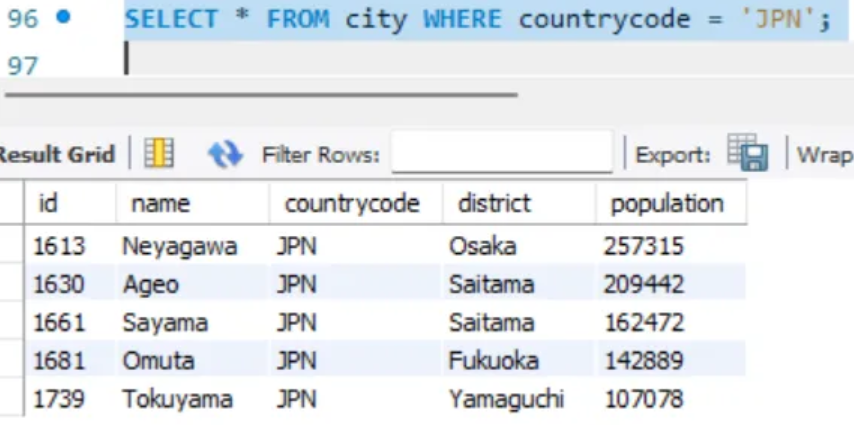 96 SELECT * FROM city WHERE countrycode = 'JPN';
97
Result Grid Filter Rows: Export: Wrap
id name countrycode district population
1613 Neyagawa JPN Osaka 257315
1630 Ageo JPN Saitama 209442
1661 Sayama JPN Saitama 162472
1681 Omuta JPN Fukuoka 142889
1739 Tokuyama JPN Yamaguchi 107078